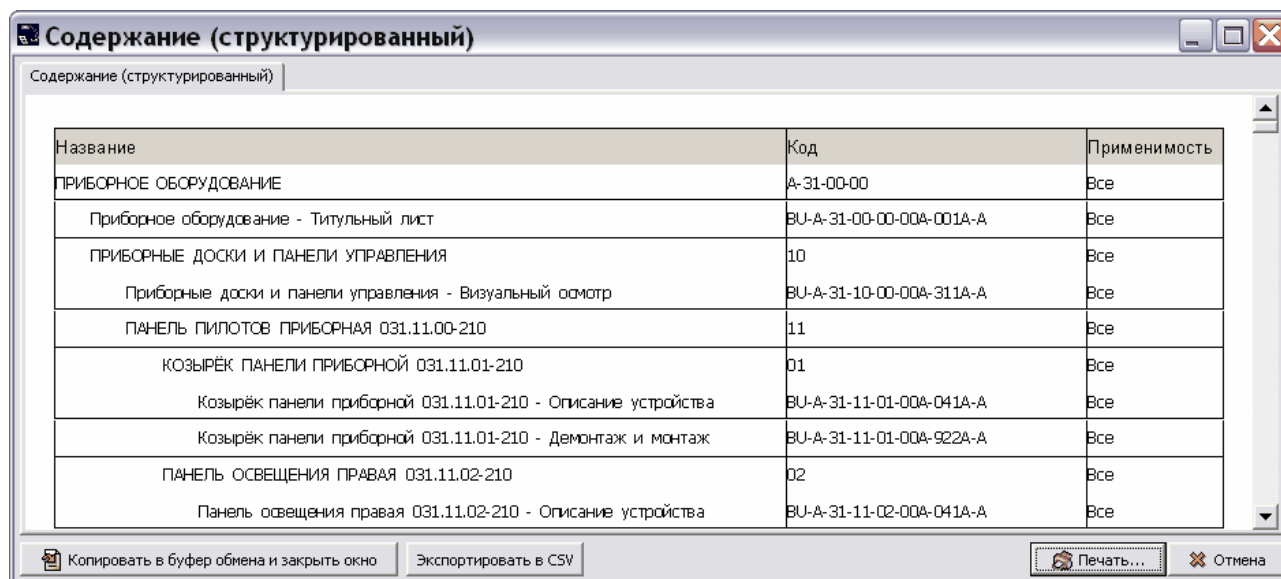 Содержание (структурированный)
Содержание (структурированный)
Название Код Применимость
ПРИБОРНОЕ ОБОРУДОВАНИЕ A-31-00-00 Все
Приборное оборудование - Титульный лист BU-A-31-00-00-00A-001A-A Все
ПРИБОРНЫЕ ДОСКИ И ПАНЕЛИ УПРАВЛЕНИЯ 10 Все
Приборные доски и панели управления - Визуальный осмотр BU-A-31-10-00-00A-311A-A Все
ПАНЕЛЬ ПИЛОТОВ ПРИБОРНАЯ 031.11.00-210 11 Все
КОЗЫРЁК ПАНЕЛИ ПРИБОРНОЙ 031.11.01-210 01 Все
Козырёк панели приборной 031.11.01-210 - Описание устройства BU-A-31-11-01-00A-041A-A Все
Козырёк панели приборной 031.11.01-210 - Демонтаж и монтаж BU-A-31-11-01-00A-922A-A Все
ПАНЕЛЬ ОСВЕЩЕНИЯ ПРАВАЯ 031.11.02-210 02 Все
Панель освещения правая 031.11.02-210 - Описание устройства BU-A-31-11-02-00A-041A-A Все
Копировать в буфер обмена и закрыть окно Экспортировать в CSV Печать... Отмена